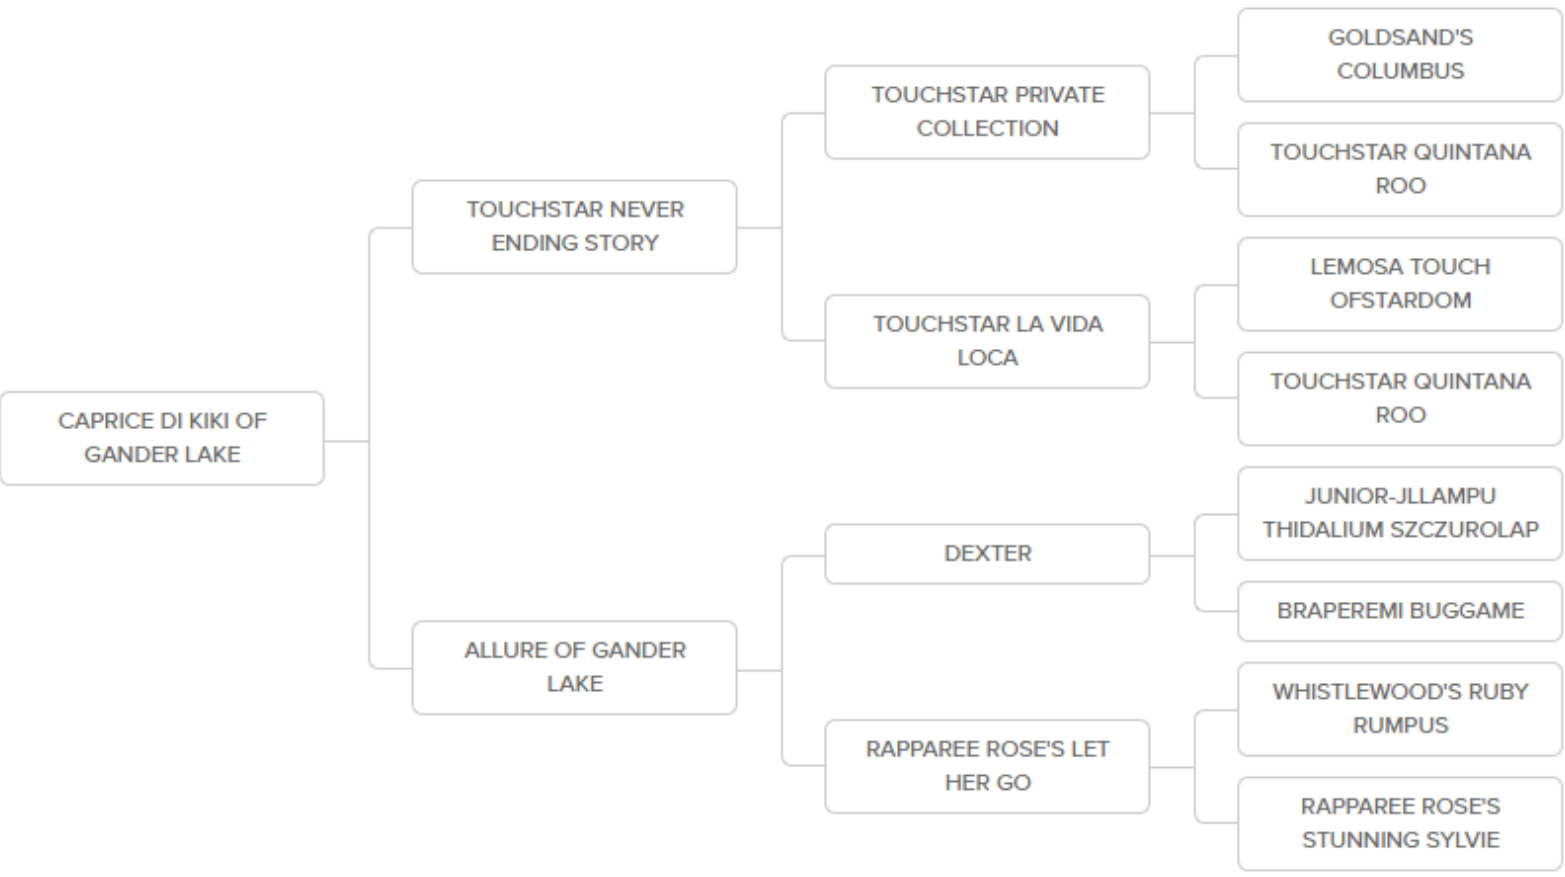 GOLDSAND'S
COLUMBUS
TOUCHSTAR PRIVATE
COLLECTION
TOUCHSTAR QUINTANA
ROO
TOUCHSTAR NEVER
ENDING STORY
LEMOSA TOUCH
OFSTARDOM
TOUCHSTAR LA VIDA
LOCA
TOUCHSTAR QUINTANA
ROO
CAPRICE DI KIKI OF
GANDER LAKE
JUNIOR-JLLAMPU
THIDALIUM SZCZUROLAP
DEXTER
BRAPEREMI BUGGAME
ALLURE OF GANDER
LAKE
WHISTLEWOOD'S RUBY
RUMPUS
RAPPAREE ROSE'S LET
HER GO
RAPPAREE ROSE'S
STUNNING SYLVIE